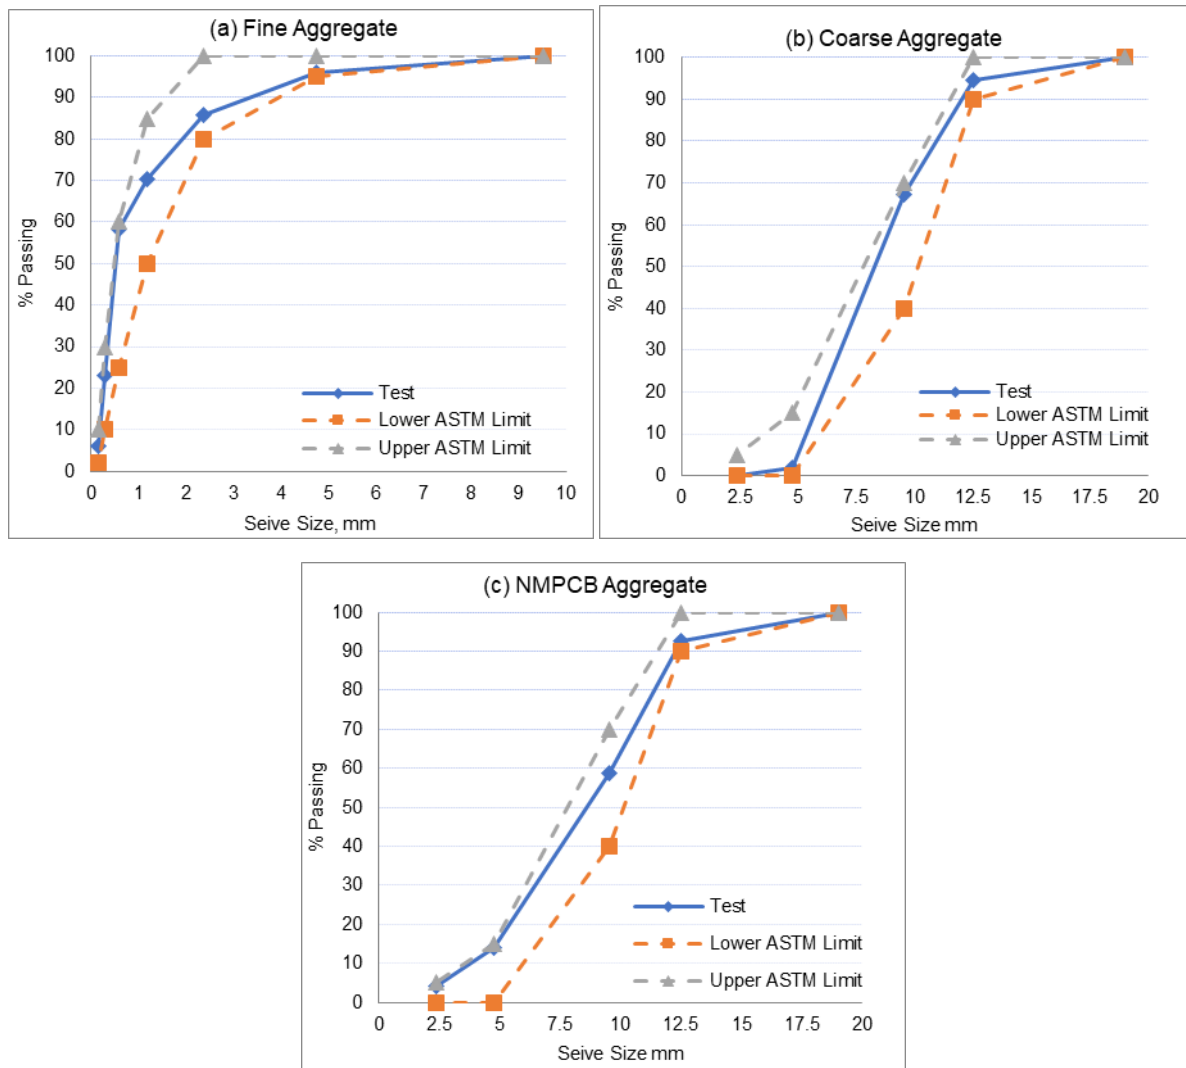 (a) Fine Aggregate
100
90
80
70
60
50
40
30
20
10
0
% Passing
0 1 2 3 4 5 6 7 8 9 10
Seive Size, mm
Test
Lower ASTM Limit
Upper ASTM Limit
(b) Coarse Aggregate
100
90
80
70
60
50
40
30
20
10
0
% Passing
0 2.5 5 7.5 10 12.5 17.5 20
Seive Size mm
Test
Lower ASTM Limit
Upper ASTM Limit
(c) NMPCB Aggregate
100
90
80
70
60
50
40
30
20
10
0
% Passing
0 2.5 5 7.5 10 12.5 17.5 20
Seive Size mm
Test
Lower ASTM Limit
Upper ASTM Limit